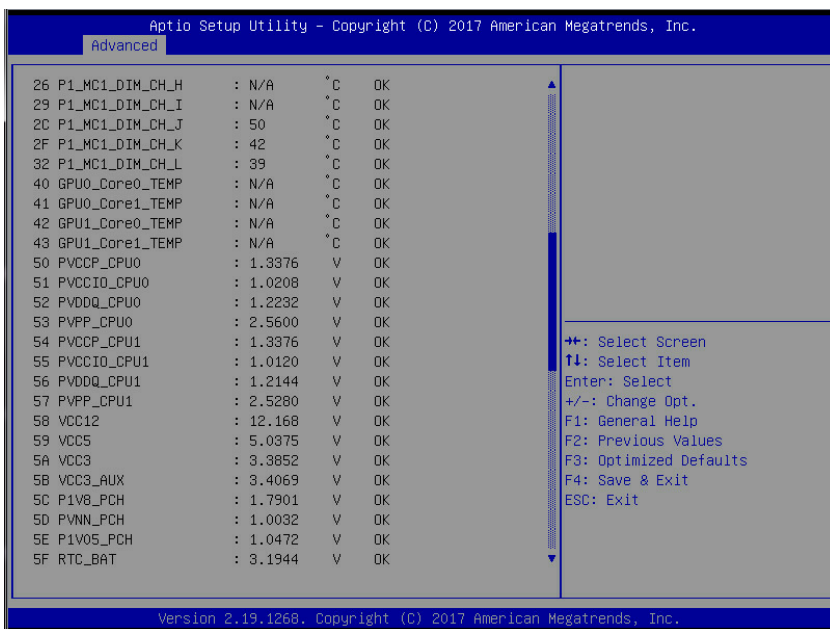 Aptio Setup Utility – Copyright (C) 2017 American Megatrends, Inc.
Advanced
26 P1_MC1_DIM_CH_H : N/A °C OK
29 P1_MC1_DIM_CH_I : N/A °C OK
2C P1_MC1_DIM_CH_J : 50 °C OK
2F P1_MC1_DIM_CH_K : 42 °C OK
32 P1_MC1_DIM_CH_L : 39 °C OK
40 GPU0_Core0_TEMP : N/A °C OK
41 GPU0_Core1_TEMP : N/A °C OK
42 GPU1_Core0_TEMP : N/A °C OK
43 GPU1_Core1_TEMP : N/A °C OK
50 PVCCP_CPU0 : 1.3376 V OK
51 PVCCIO_CPU0 : 1.0208 V OK
52 PVDDQ_CPU0 : 1.2232 V OK
53 PVPP_CPU0 : 2.5600 V OK
54 PVCCP_CPU1 : 1.3376 V OK
55 PVCCIO_CPU1 : 1.0120 V OK
56 PVDDQ_CPU1 : 1.2144 V OK
57 PVPP_CPU1 : 2.5280 V OK
58 VCC12 : 12.168 V OK
59 VCC5 : 5.0375 V OK
5A VCC3 : 3.3852 V OK
5B VCC3_AUX : 3.4069 V OK
5C P1V8_PCH : 1.7901 V OK
5D PVNN_PCH : 1.0032 V OK
5E P1V05_PCH : 1.0472 V OK
5F RTC_BAT : 3.1944 V OK
→←: Select Screen
↑↓: Select Item
Enter: Select
+/-: Change Opt.
F1: General Help
F2: Previous Values
F3: Optimized Defaults
F4: Save & Exit
ESC: Exit
Version 2.19.1268. Copyright (C) 2017 American Megatrends, Inc.